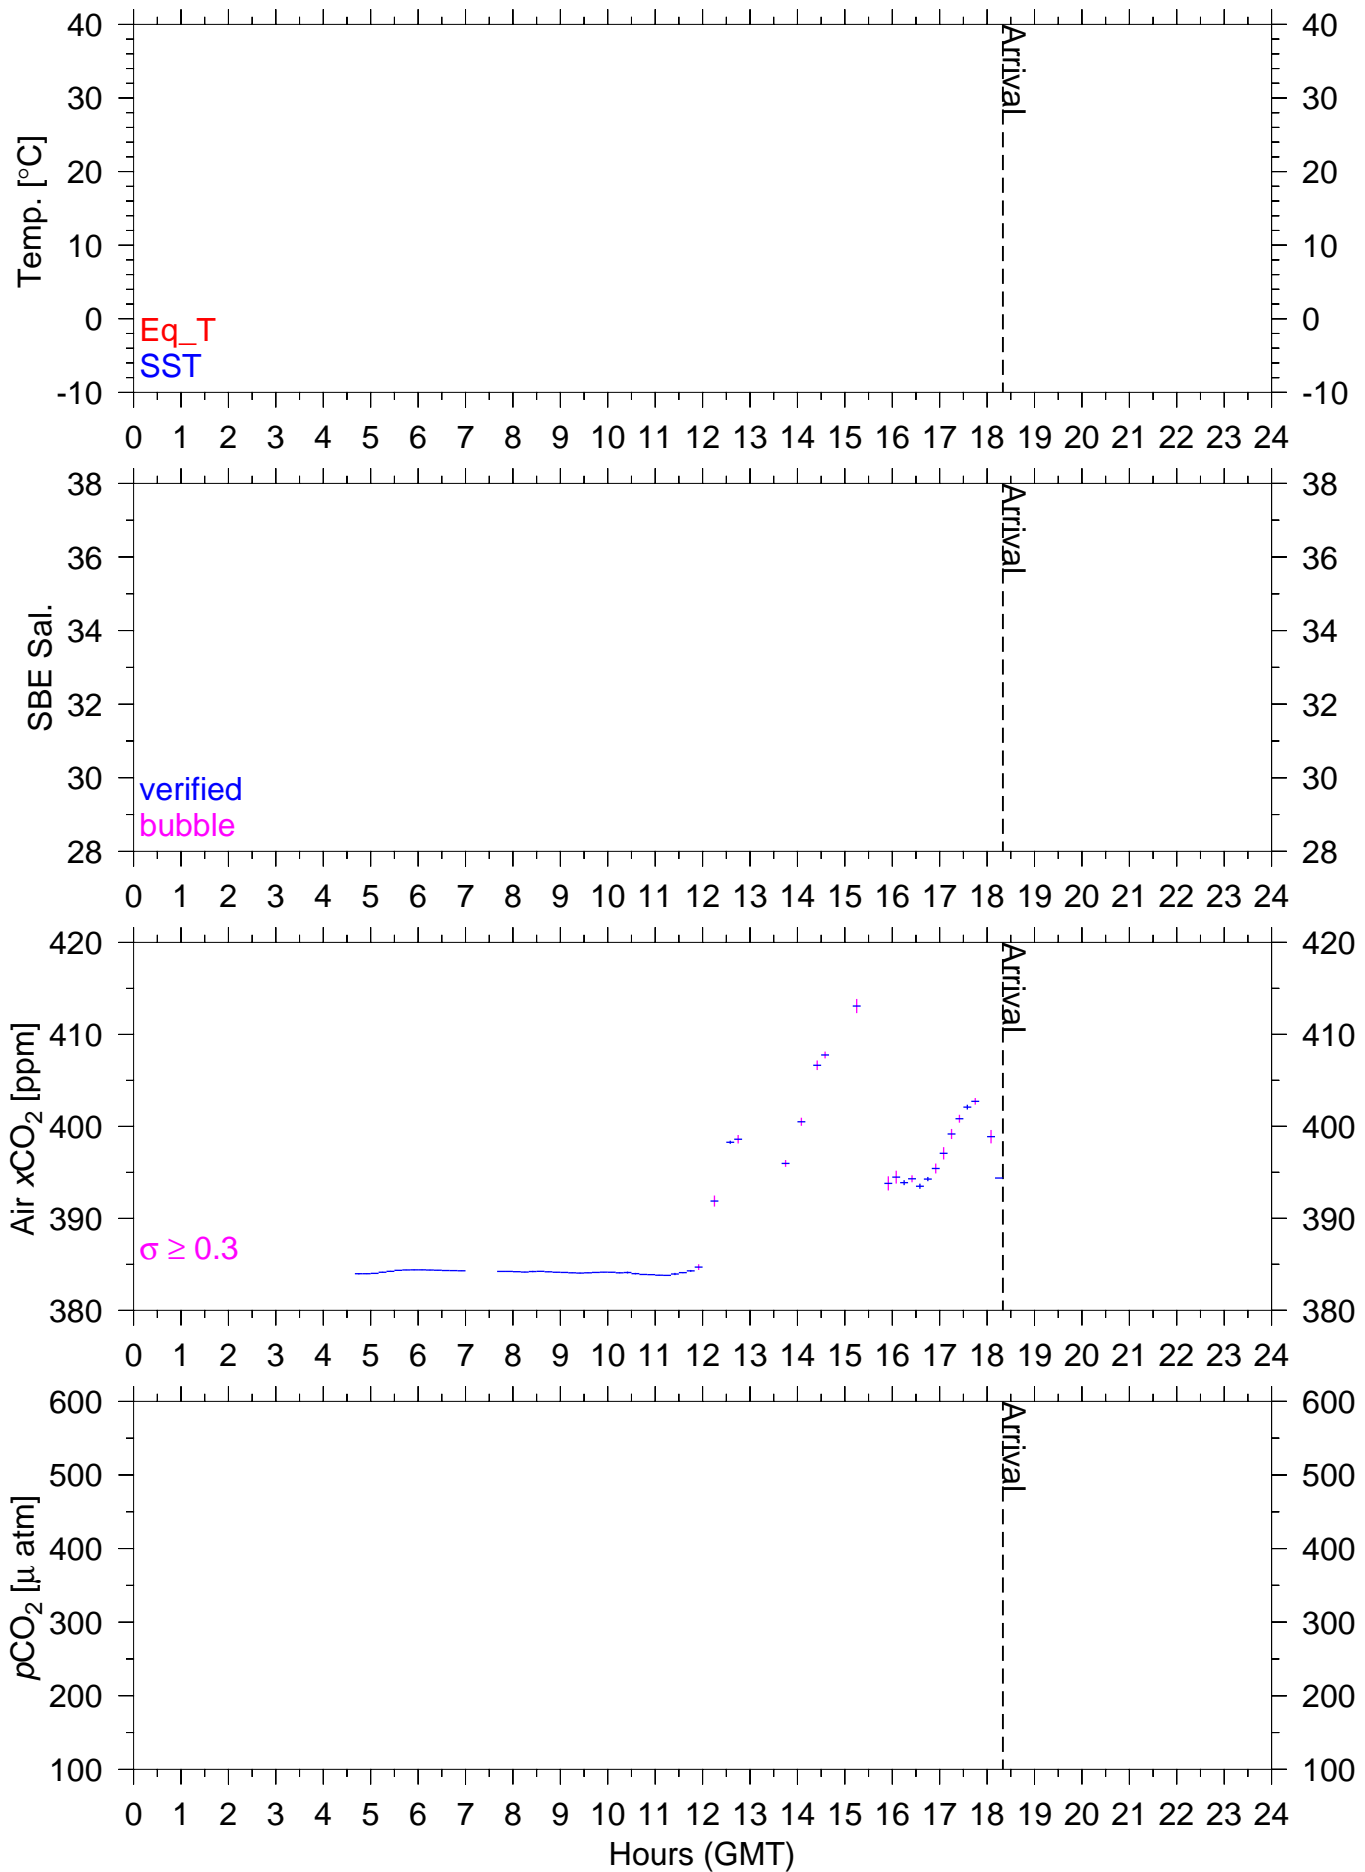 40 40
Arrival
30 30
20 20
Temp. [°C]
10 10
0 0
Eq_T
SST
-10 -10
0 1 2 3 4 5 6 7 8 9 10 11 12 13 14 15 16 17 18 19 20 21 22 23 24
38 38
Arrival
36 36
34 34
SBE Sal.
32 32
30 30
verified
bubble
28 28
0 1 2 3 4 5 6 7 8 9 10 11 12 13 14 15 16 17 18 19 20 21 22 23 24
420 420
Arrival
410 410
400 400
Air xCO₂ [ppm]
390 390
σ ≥ 0.3
380 380
0 1 2 3 4 5 6 7 8 9 10 11 12 13 14 15 16 17 18 19 20 21 22 23 24
600 600
Arrival
500 500
400 400
pCO₂ [µ atm]
300 300
200 200
100 100
0 1 2 3 4 5 6 7 8 9 10 11 12 13 14 15 16 17 18 19 20 21 22 23 24
Hours (GMT)